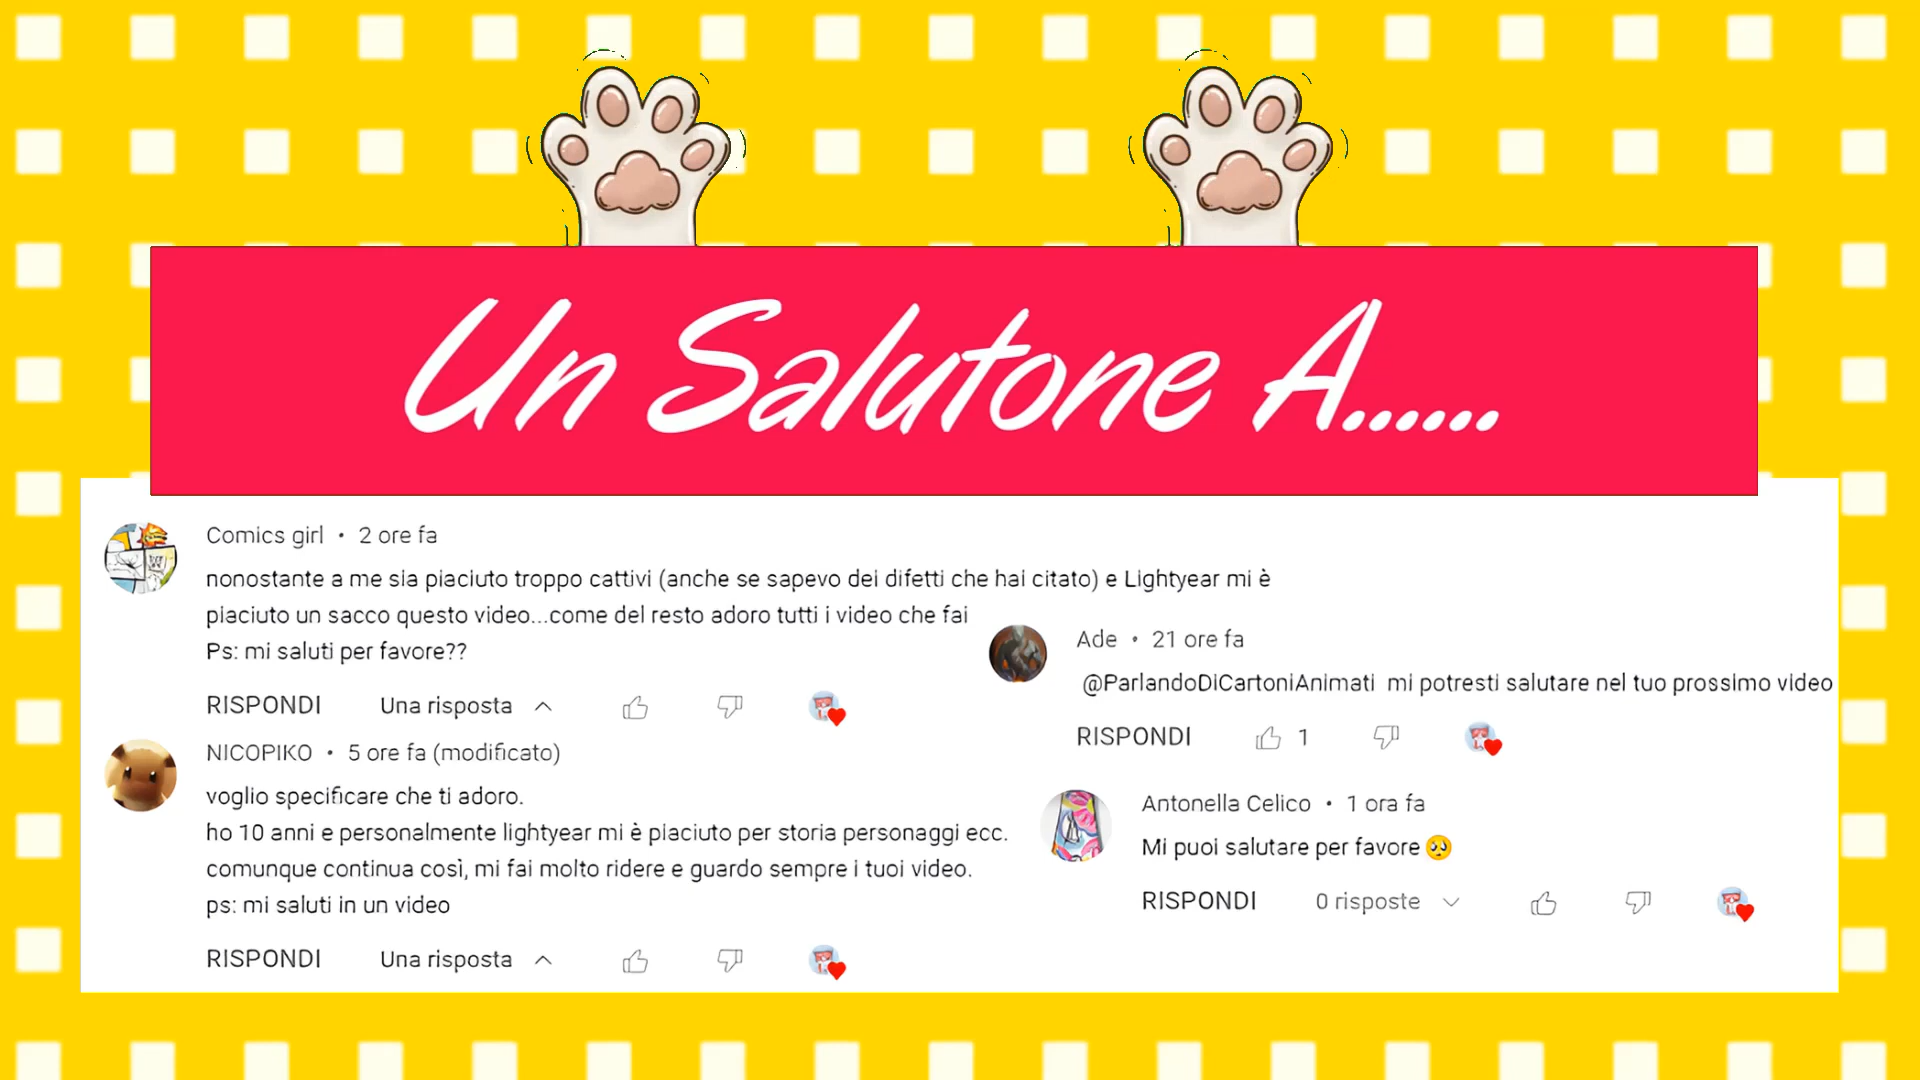 Un Salutone A......
Comics girl • 2 ore fa
nonostante a me sia piaciuto troppo cattivi (anche se sapevo dei difetti che hai citato) e Lightyear mi è
piaciuto un sacco questo video...come del resto adoro tutti i video che fai
Ps: mi saluti per favore??
RISPONDI Una risposta
NICOPIKO • 5 ore fa (modificato)
voglio specificare che ti adoro.
ho 10 anni e personalmente lightyear mi è piaciuto per storia personaggi ecc.
comunque continua così, mi fai molto ridere e guardo sempre i tuoi video.
ps: mi saluti in un video
RISPONDI Una risposta
Ade • 21 ore fa
@ParlandoDiCartoniAnimati mi potresti salutare nel tuo prossimo video
RISPONDI 1
Antonella Celico • 1 ora fa
Mi puoi salutare per favore 🥺
RISPONDI 0 risposte